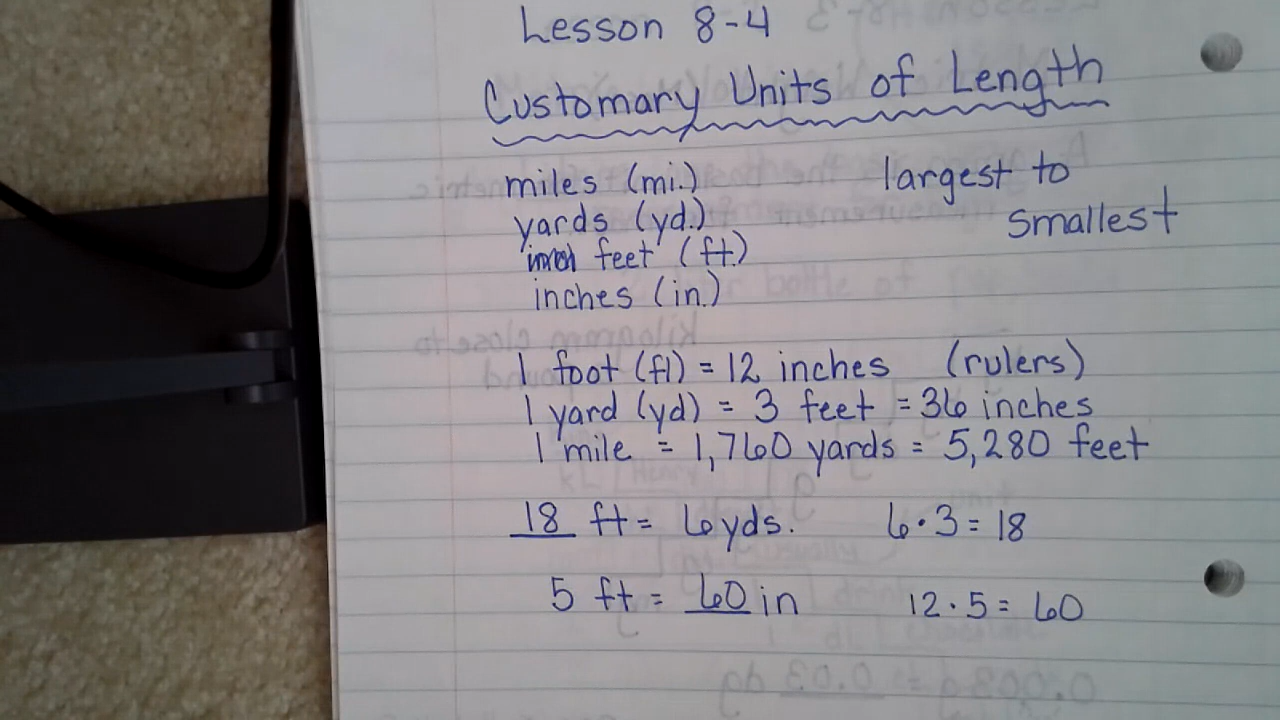 Lesson 8-4
Customary Units of Length
miles (mi.) largest to
yards (yd.) smallest
feet (ft.)
inches (in.)
1 foot (ft) = 12 inches (rulers)
1 yard (yd) = 3 feet = 36 inches
1 mile = 1,760 yards = 5,280 feet
18 ft = 6 yds. 6·3 = 18
5 ft = 60 in 12·5 = 60